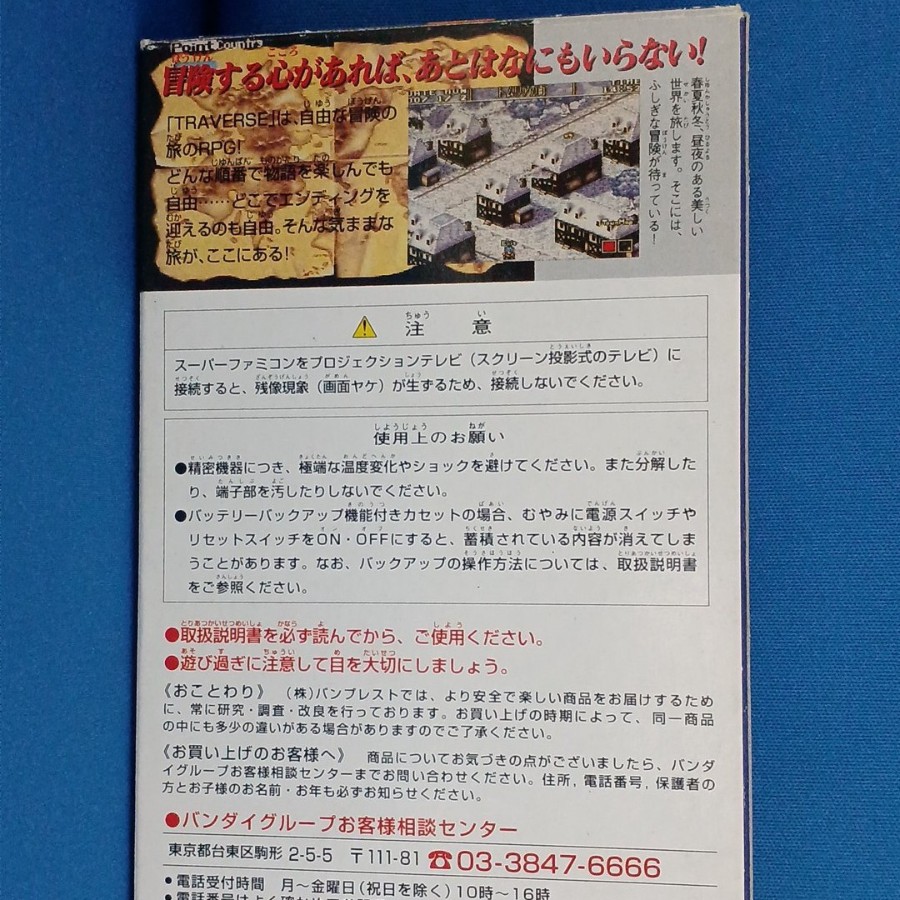 Point Country
冒険する心があれば、あとはなにもいらない!
「TRAVERSE」は、自由な冒険の
旅のRPG!
どんな順番で物語を楽しんでも
自由……どこでエンディングを
迎えるのも自由。そんな気ままな
旅が、ここにある!
春夏秋冬、昼夜のある美しい
世界を旅します。そこには、
ふしぎな冒険が待っている!
注意
スーパーファミコンをプロジェクションテレビ(スクリーン投影式のテレビ)に
接続すると、残像現象(画面ヤケ)が生ずるため、接続しないでください。
使用上のお願い
●精密機器につき、極端な温度変化やショックを避けてください。また分解した
り、端子部を汚したりしないでください。
●バッテリーバックアップ機能付きカセットの場合、むやみに電源スイッチや
リセットスイッチをON・OFFにすると、蓄積されている内容が消えてしま
うことがあります。なお、バックアップの操作方法については、取扱説明書
をご参照ください。
●取扱説明書を必ず読んでから、ご使用ください。
●遊び過ぎに注意して目を大切にしましょう。
《おことわり》 (株)バンプレストでは、より安全で楽しい商品をお届けするため
に、常に研究・調査・改良を行っております。お買い上げの時期によって、同一商品
の中にも多少の違いがある場合がありますのでご了承ください。
《お買い上げのお客様へ》 商品についてお気づきの点がございましたら、バンダ
イグループお客様相談センターまでお問い合わせください。住所,電話番号,保護者の
方とお子様のお名前・お年も必ずお知らせください。
●バンダイグループお客様相談センター
東京都台東区駒形 2-5-5 〒111-81 ☎03-3847-6666
●電話受付時間 月〜金曜日(祝日を除く)10時〜16時